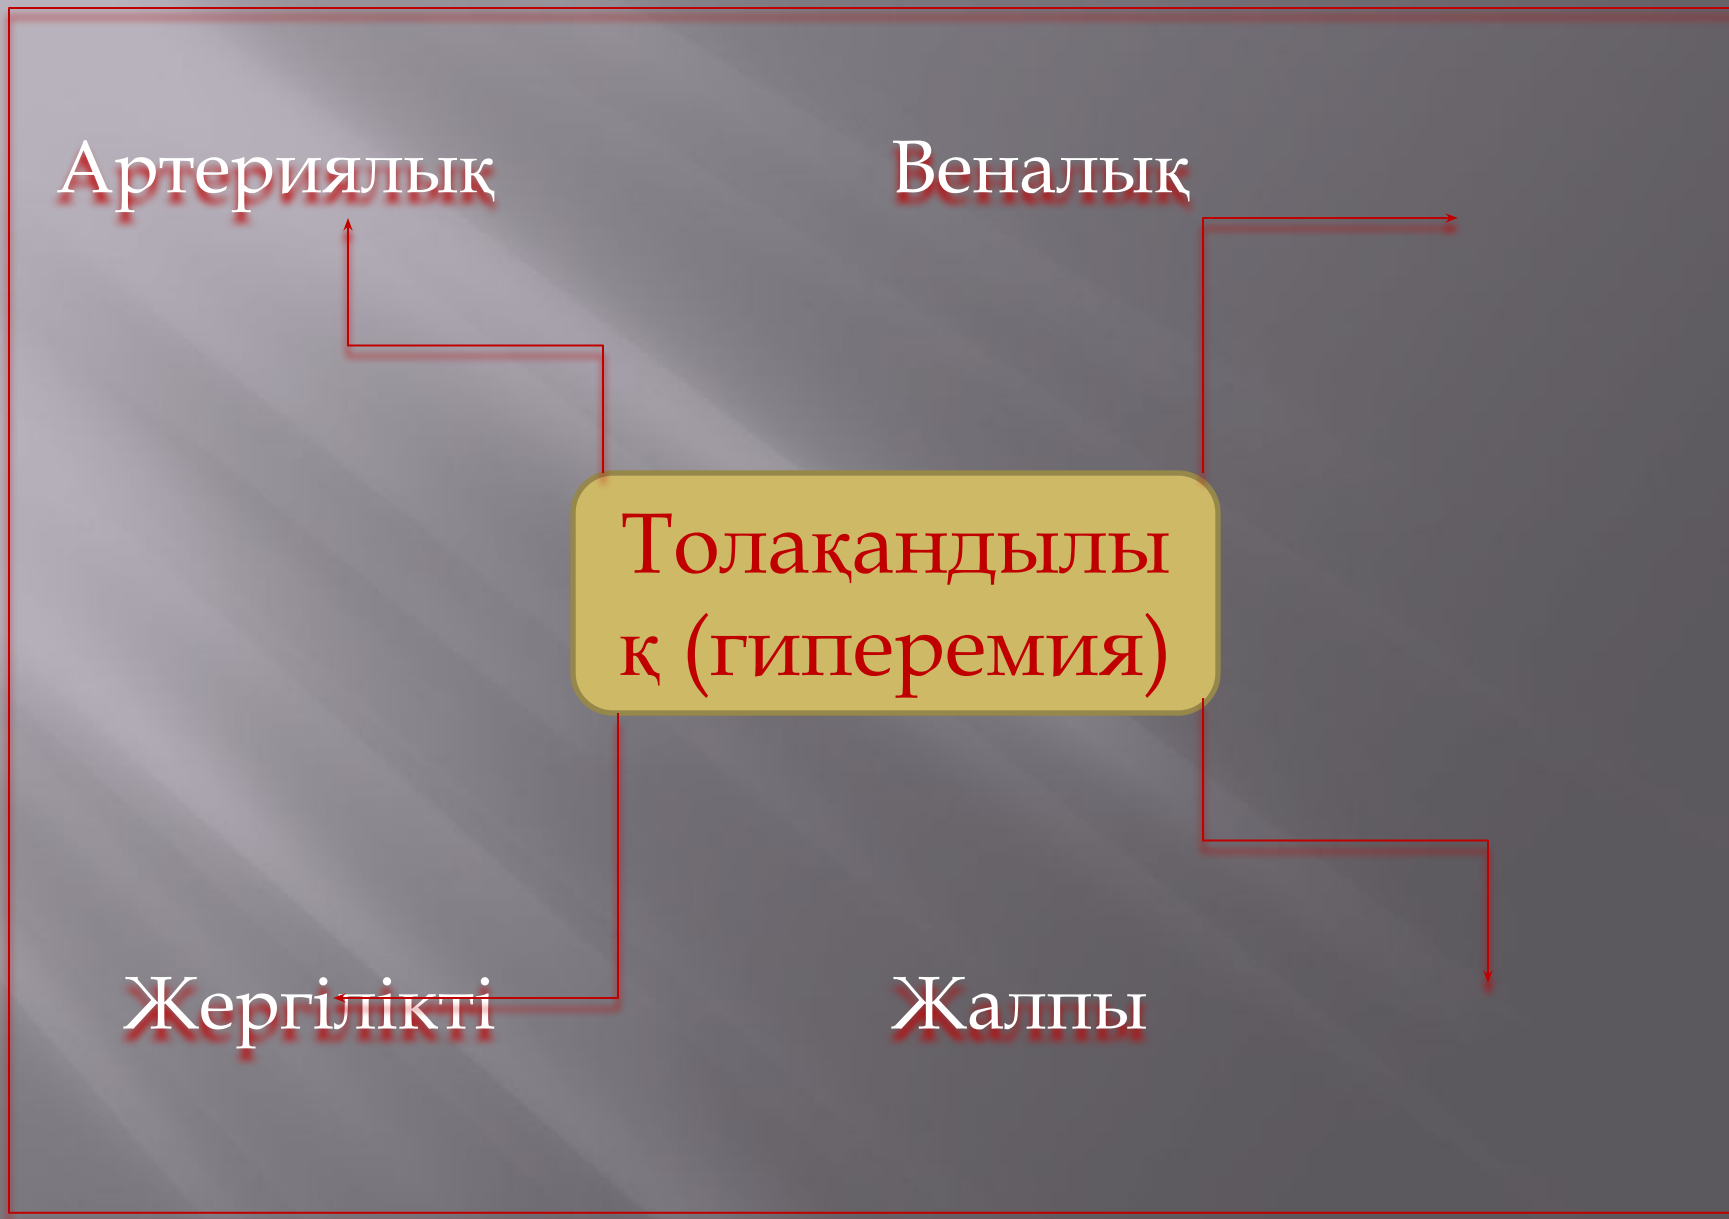 Артериялық
Веналық
Толақандылы
қ (гиперемия)
Жергілікті
Жалпы